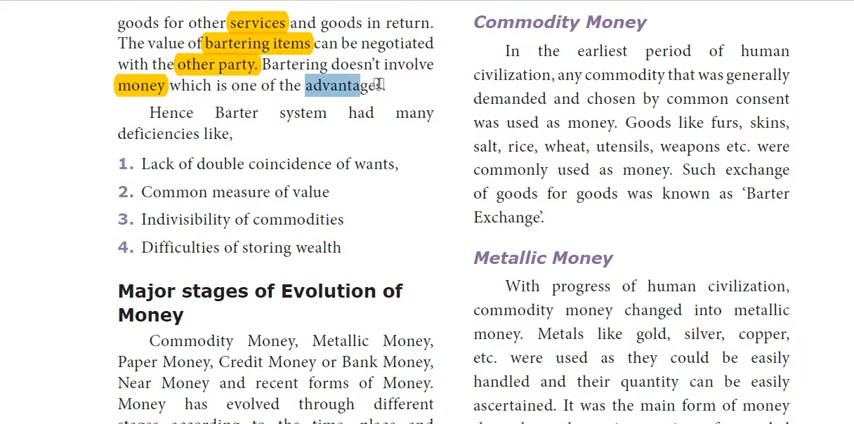 goods for other services and goods in return.
The value of bartering items can be negotiated
with the other party. Bartering doesn't involve
money which is one of the advantage.
Hence Barter system had many
deficiencies like,
1. Lack of double coincidence of wants,
2. Common measure of value
3. Indivisibility of commodities
4. Difficulties of storing wealth
Major stages of Evolution of
Money
Commodity Money, Metallic Money,
Paper Money, Credit Money or Bank Money,
Near Money and recent forms of Money.
Money has evolved through different
Commodity Money
In the earliest period of human
civilization, any commodity that was generally
demanded and chosen by common consent
was used as money. Goods like furs, skins,
salt, rice, wheat, utensils, weapons etc. were
commonly used as money. Such exchange
of goods for goods was known as 'Barter
Exchange'.
Metallic Money
With progress of human civilization,
commodity money changed into metallic
money. Metals like gold, silver, copper,
etc. were used as they could be easily
handled and their quantity can be easily
ascertained. It was the main form of money